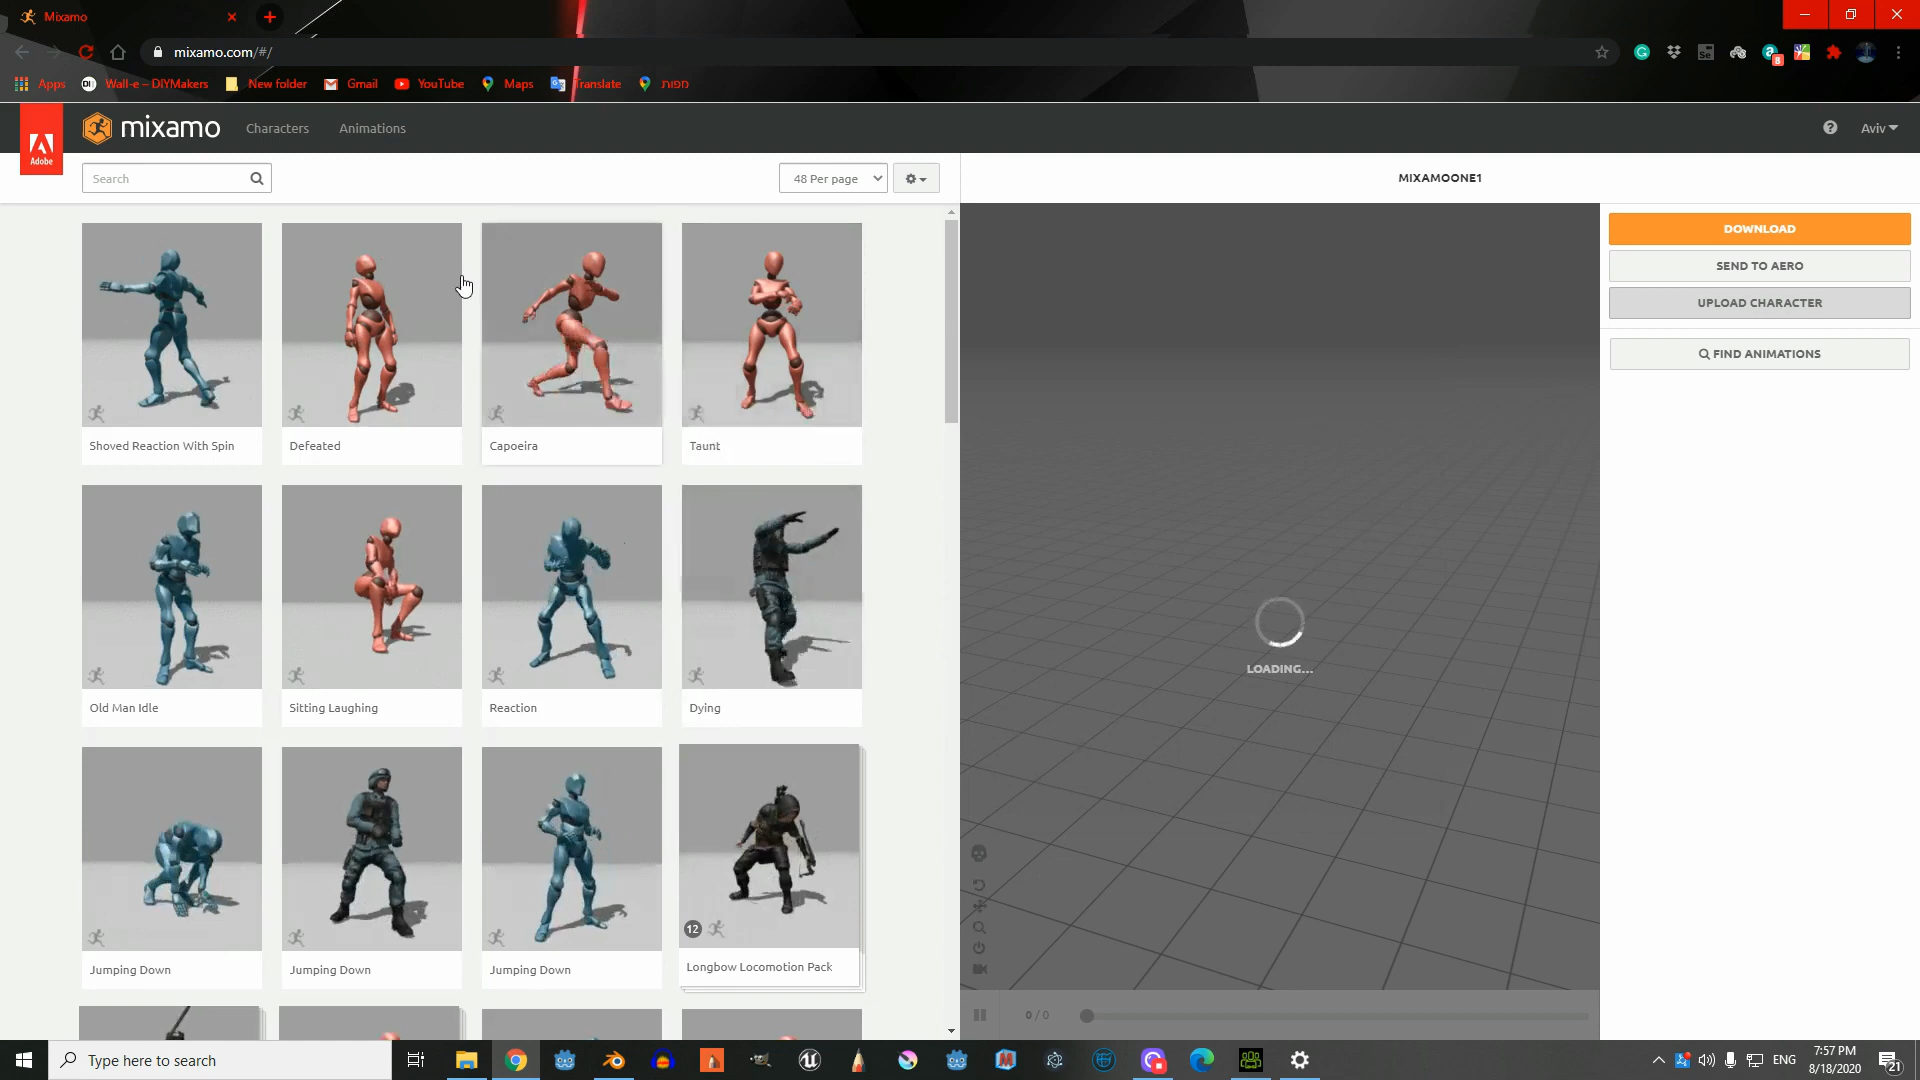 Mixamo
mixamo.com/#/
Apps
DI
Wall-e – DIYMakers
New folder
Gmail
YouTube
Maps
Translate
מפות
8
Adobe
mixamo
Characters
Animations
Aviv
Search
48 Per page
MIXAMOONE1
DOWNLOAD
SEND TO AERO
UPLOAD CHARACTER
FIND ANIMATIONS
Shoved Reaction With Spin
Defeated
Capoeira
Taunt
Old Man Idle
Sitting Laughing
Reaction
Dying
LOADING...
Jumping Down
Jumping Down
Jumping Down
12
Longbow Locomotion Pack
0 / 0
Type here to search
ENG
7:57 PM
8/18/2020
21